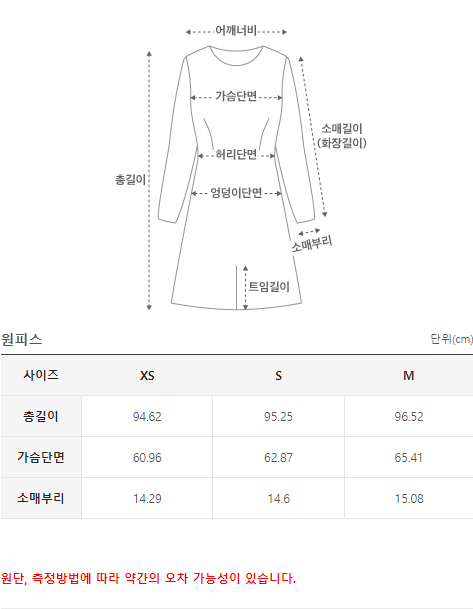 어깨너비
가슴단면
소매길이
(화장길이)
허리단면
총길이
엉덩이단면
소매부리
트임길이
원피스 단위(cm)
사이즈 XS S M
총길이 94.62 95.25 96.52
가슴단면 60.96 62.87 65.41
소매부리 14.29 14.6 15.08
원단, 측정방법에 따라 약간의 오차 가능성이 있습니다.